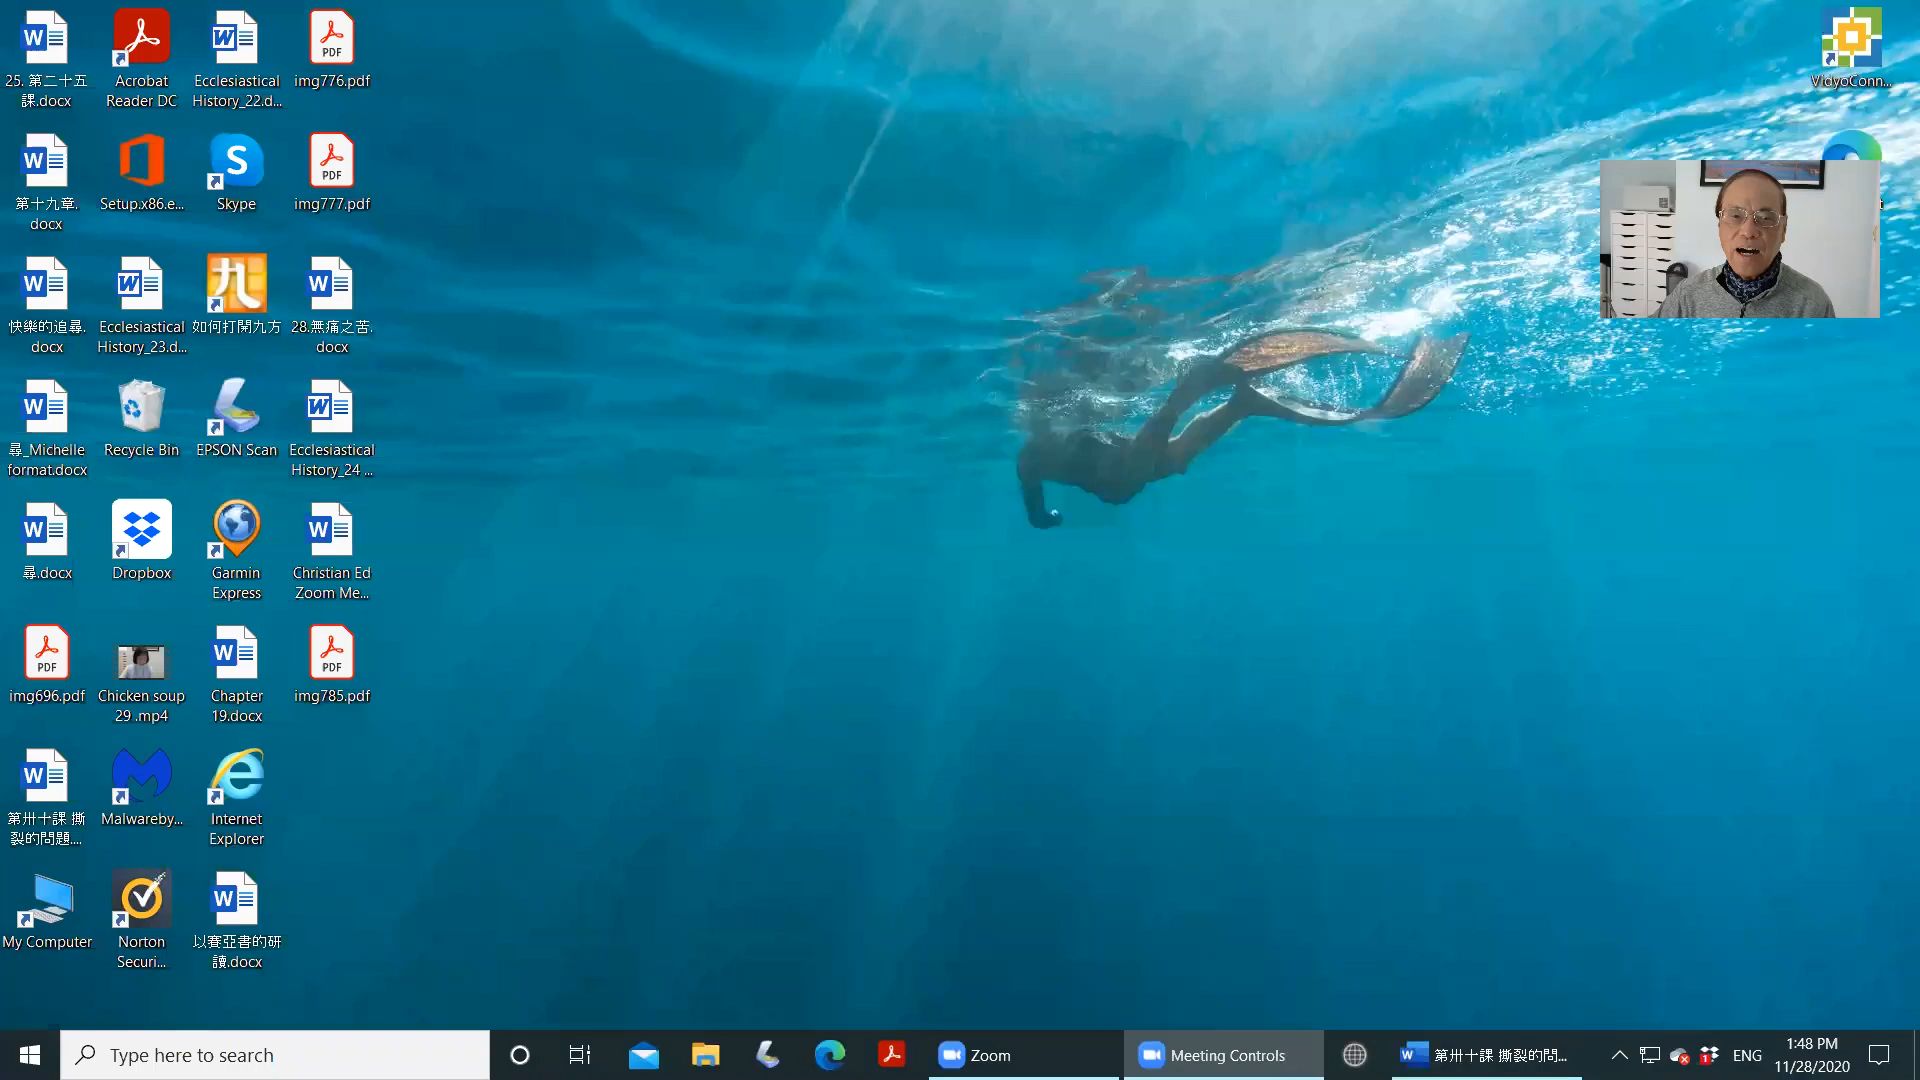 25. 第二十五
課.docx
Acrobat
Reader DC
Ecclesiastical
History_22.d...
PDF
img776.pdf
VidyoConn...
第十九章.
docx
Setup.x86.e...
Skype
PDF
img777.pdf
快樂的追尋.
docx
Ecclesiastical
History_23.d...
九
如何打開九方
28.無痛之苦.
docx
尋_Michelle
format.docx
Recycle Bin
EPSON Scan
Ecclesiastical
History_24 ...
尋.docx
Dropbox
Garmin
Express
Christian Ed
Zoom Me...
PDF
img696.pdf
Chicken soup
29 .mp4
Chapter
19.docx
PDF
img785.pdf
第卅十課 撕
裂的問題....
Malwareby...
Internet
Explorer
My Computer
Norton
Securi...
以賽亞書的研
讀.docx
Type here to search
Zoom
Meeting Controls
第卅十課 撕裂的問...
ENG
1:48 PM
11/28/2020